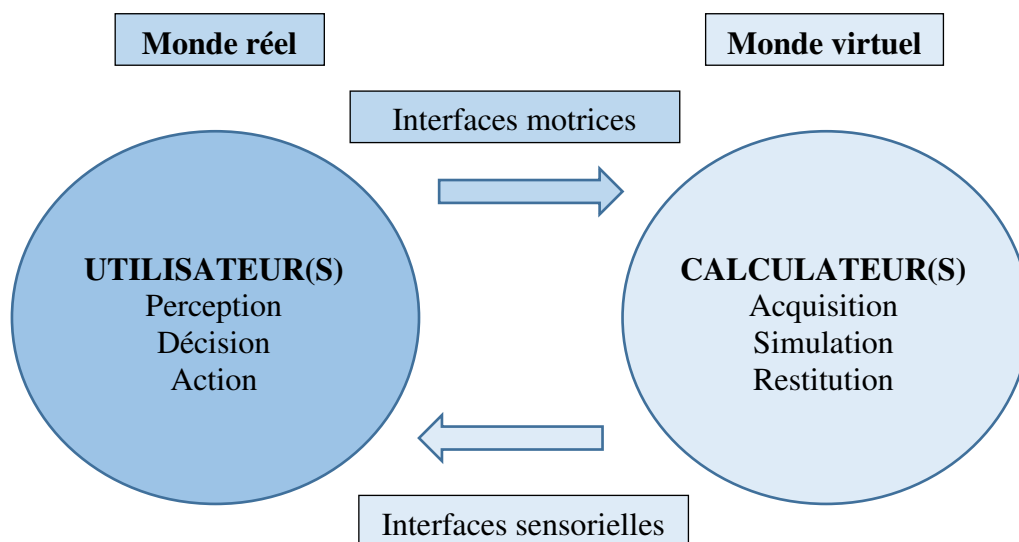 Monde réel
Monde virtuel
Interfaces motrices
UTILISATEUR(S)
Perception
Décision
Action
CALCULATEUR(S)
Acquisition
Simulation
Restitution
Interfaces sensorielles